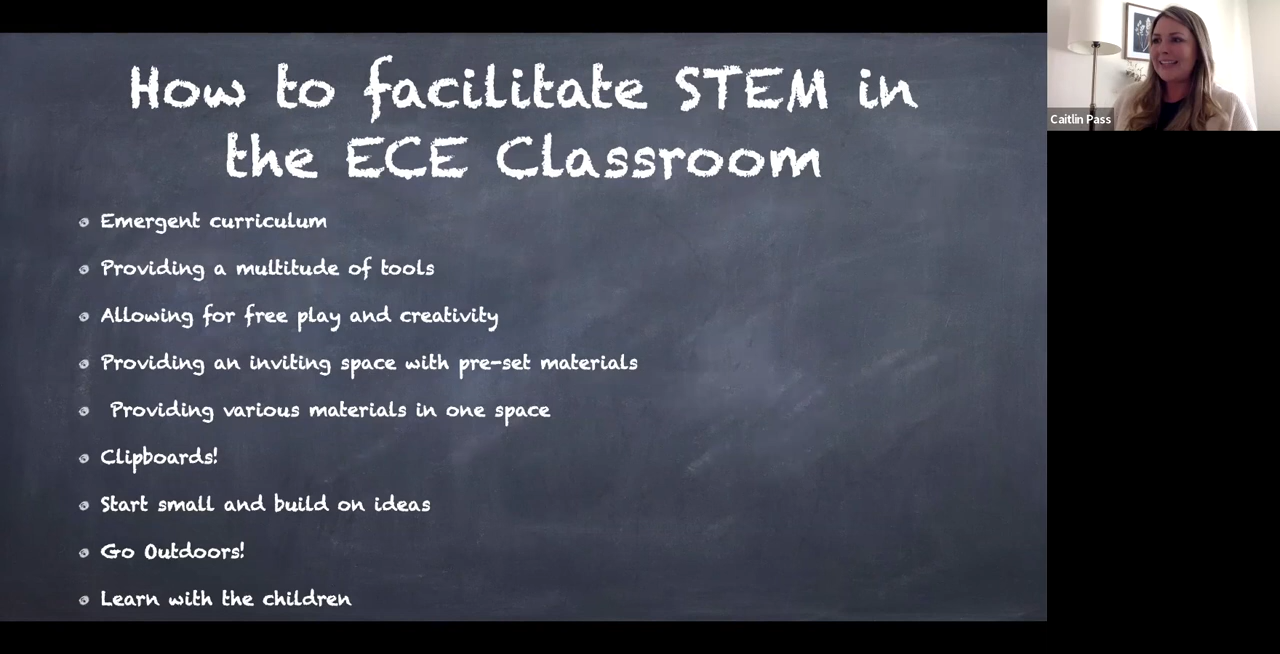 How to facilitate STEM in
the ECE Classroom
Emergent curriculum
Providing a multitude of tools
Allowing for free play and creativity
Providing an inviting space with pre-set materials
Providing various materials in one space
Clipboards!
Start small and build on ideas
Go Outdoors!
Learn with the children
Caitlin Pass